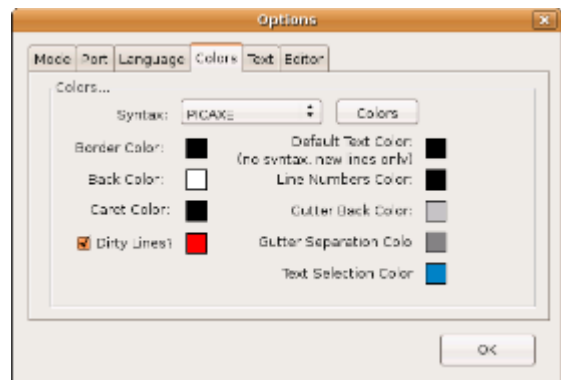 Options
Mode Port Language Colors Text Editor
Colors...
Syntax: PICAXE Colors
Border Color: Default Text Color:
(no syntax, new lines only)
Back Color: Line Numbers Color:
Caret Color: Gutter Back Color:
Dirty Lines? Gutter Separation Colo
Text Selection Color
OK